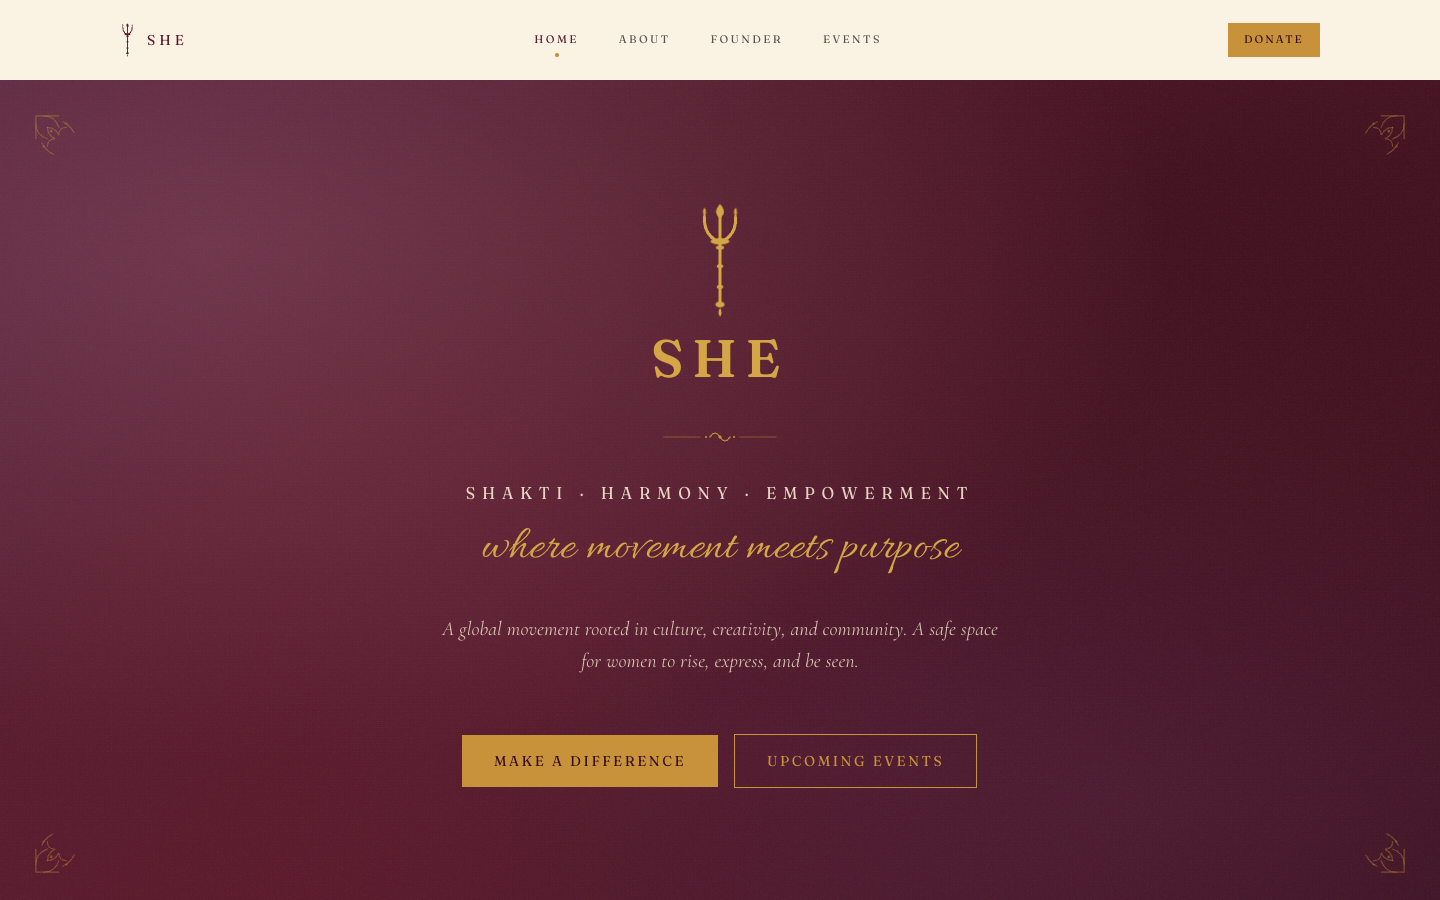 SHE
HOME
ABOUT
FOUNDER
EVENTS
DONATE
SHE
SHAKTI · HARMONY · EMPOWERMENT
where movement meets purpose
A global movement rooted in culture, creativity, and community. A safe space
for women to rise, express, and be seen.
MAKE A DIFFERENCE
UPCOMING EVENTS